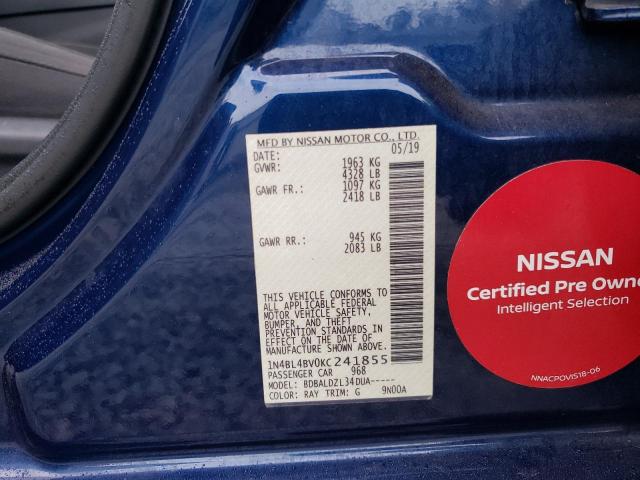 MFD BY NISSAN MOTOR CO., LTD.
DATE: 05/19
GVWR: 1963 KG
4328 LB
GAWR FR.: 1097 KG
2418 LB
GAWR RR.: 945 KG
2083 LB
THIS VEHICLE CONFORMS TO
ALL APPLICABLE FEDERAL
MOTOR VEHICLE SAFETY,
BUMPER, AND THEFT
PREVENTION STANDARDS IN
EFFECT ON THE DATE OF
MANUFACTURE SHOWN ABOVE.
1N4BL4BV0KC241855
PASSENGER CAR 968
MODEL: BDBALDZL34DUA-----
COLOR: RAY TRIM: G 9N00A
NISSAN
Certified Pre Owne
Intelligent Selection
NNACPOVIS18-06